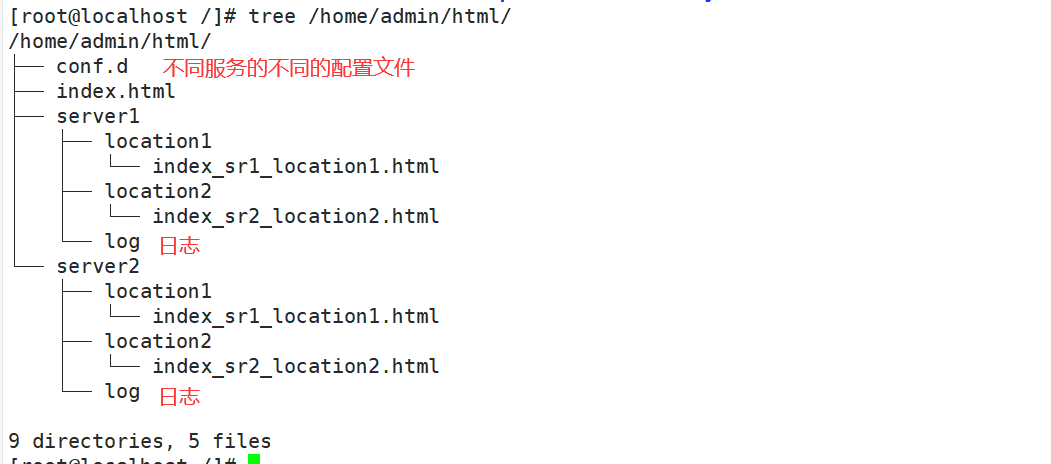 [root@localhost /]# tree /home/admin/html/
/home/admin/html/
├── conf.d 不同服务的不同的配置文件
├── index.html
├── server1
│   ├── location1
│   │   └── index_sr1_location1.html
│   ├── location2
│   │   └── index_sr2_location2.html
│   └── log 日志
└── server2
    ├── location1
    │   └── index_sr1_location1.html
    ├── location2
    │   └── index_sr2_location2.html
    └── log 日志
9 directories, 5 files
[root@localhost /]#